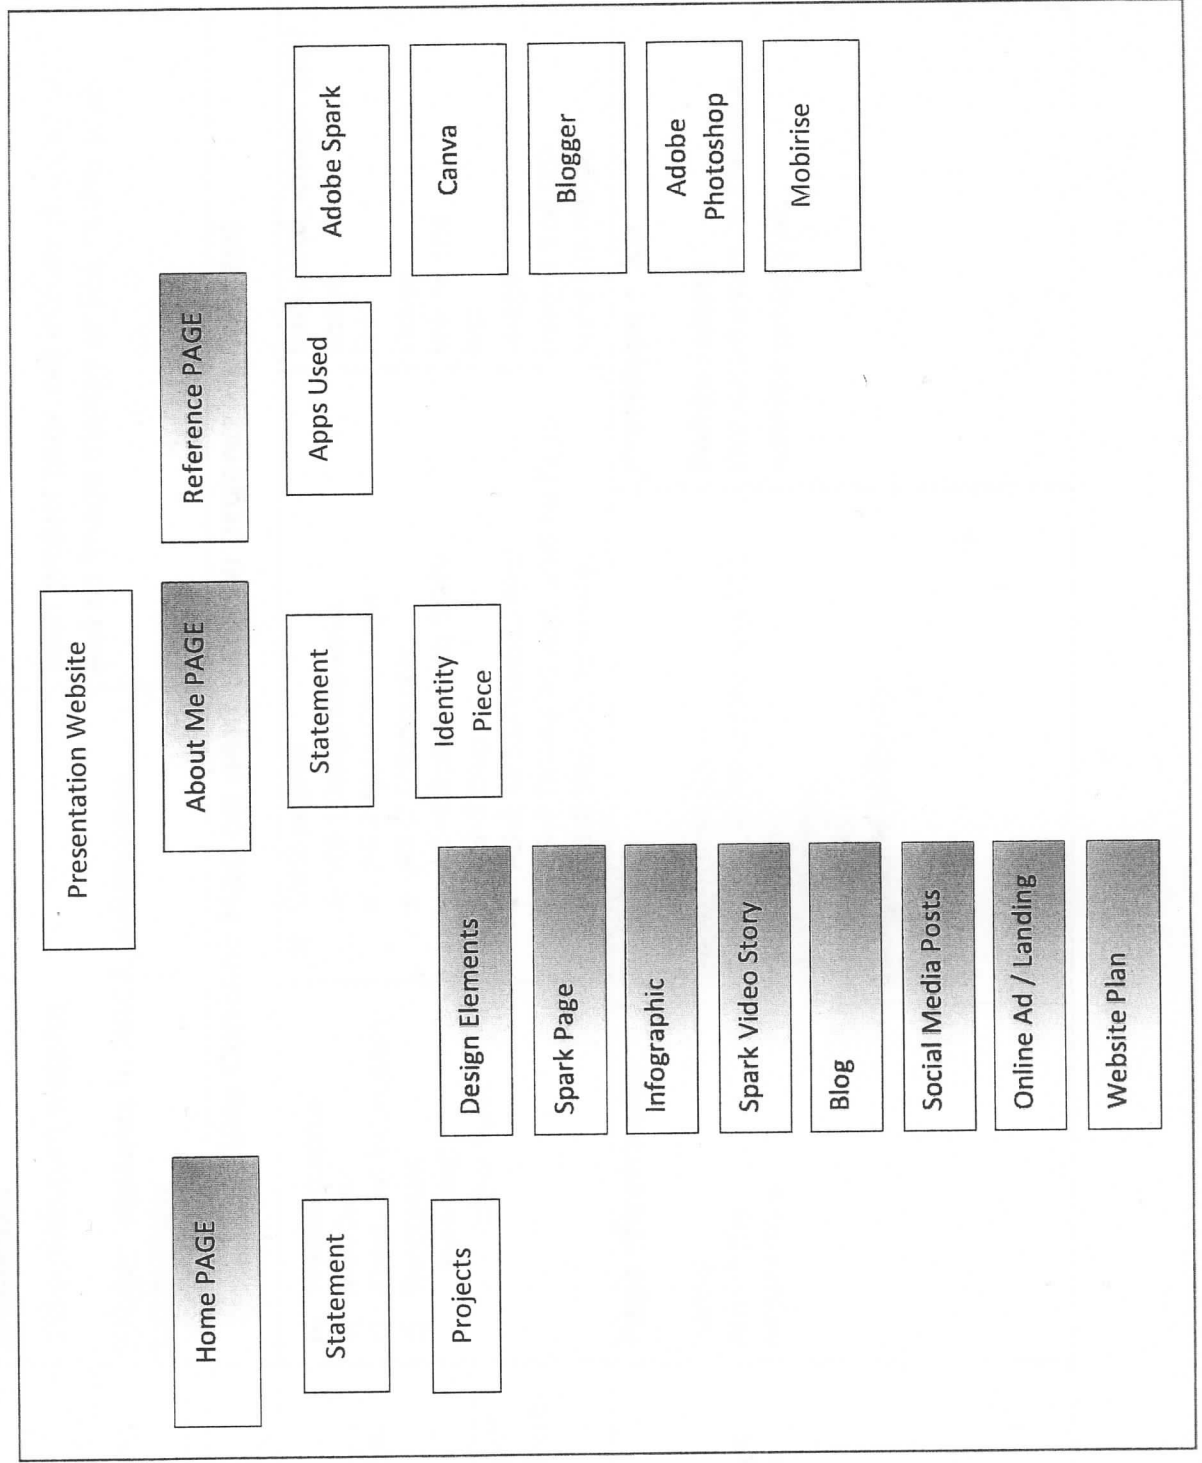 Presentation Website
Home PAGE
Statement
Projects
Design Elements
Spark Page
Infographic
Spark Video Story
Blog
Social Media Posts
Online Ad / Landing
Website Plan
About Me PAGE
Statement
Identity
Piece
Reference PAGE
Apps Used
Adobe Spark
Canva
Blogger
Adobe
Photoshop
Mobirise